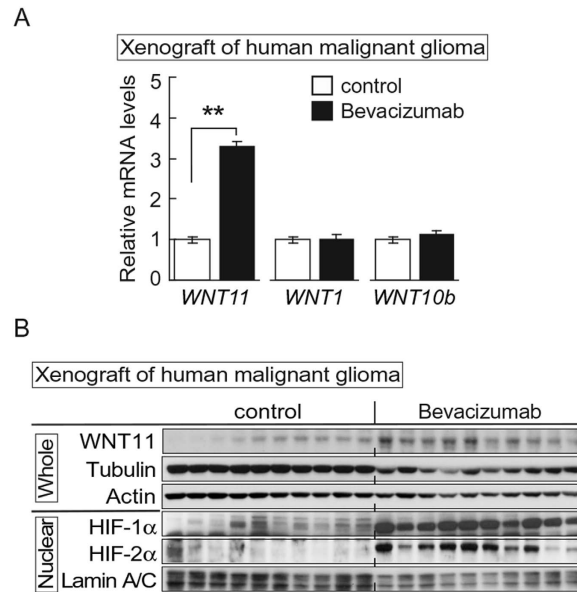 A
Xenograft of human malignant glioma
control
Bevacizumab
Relative mRNA levels
5
4
3
2
1
0
**
WNT11 WNT1 WNT10b
B
Xenograft of human malignant glioma
control Bevacizumab
Whole
WNT11
Tubulin
Actin
Nuclear
HIF-1α
HIF-2α
Lamin A/C